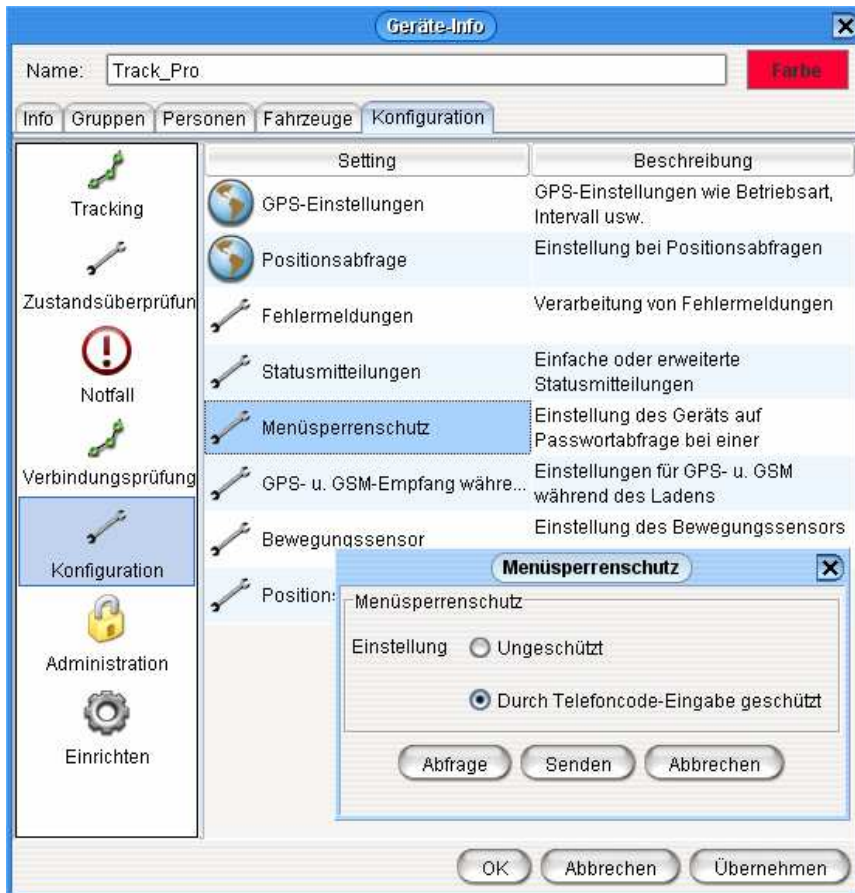 Geräte-Info
Name: Track_Pro
Farbe
Info Gruppen Personen Fahrzeuge Konfiguration
Tracking
Zustandsüberprüfun
Notfall
Verbindungsprüfung
Konfiguration
Administration
Einrichten
Setting Beschreibung
GPS-Einstellungen
GPS-Einstellungen wie Betriebsart,
Intervall usw.
Positionsabfrage
Einstellung bei Positionsabfragen
Fehlermeldungen
Verarbeitung von Fehlermeldungen
Statusmitteilungen
Einfache oder erweiterte
Statusmitteilungen
Menüsperrenschutz
Einstellung des Geräts auf
Passwortabfrage bei einer
GPS- u. GSM-Empfang währe...
Einstellungen für GPS- u. GSM
während des Ladens
Bewegungssensor
Einstellung des Bewegungssensors
Position
Menüsperrenschutz
Menüsperrenschutz
Einstellung Ungeschützt
Durch Telefoncode-Eingabe geschützt
Abfrage Senden Abbrechen
OK Abbrechen Übernehmen